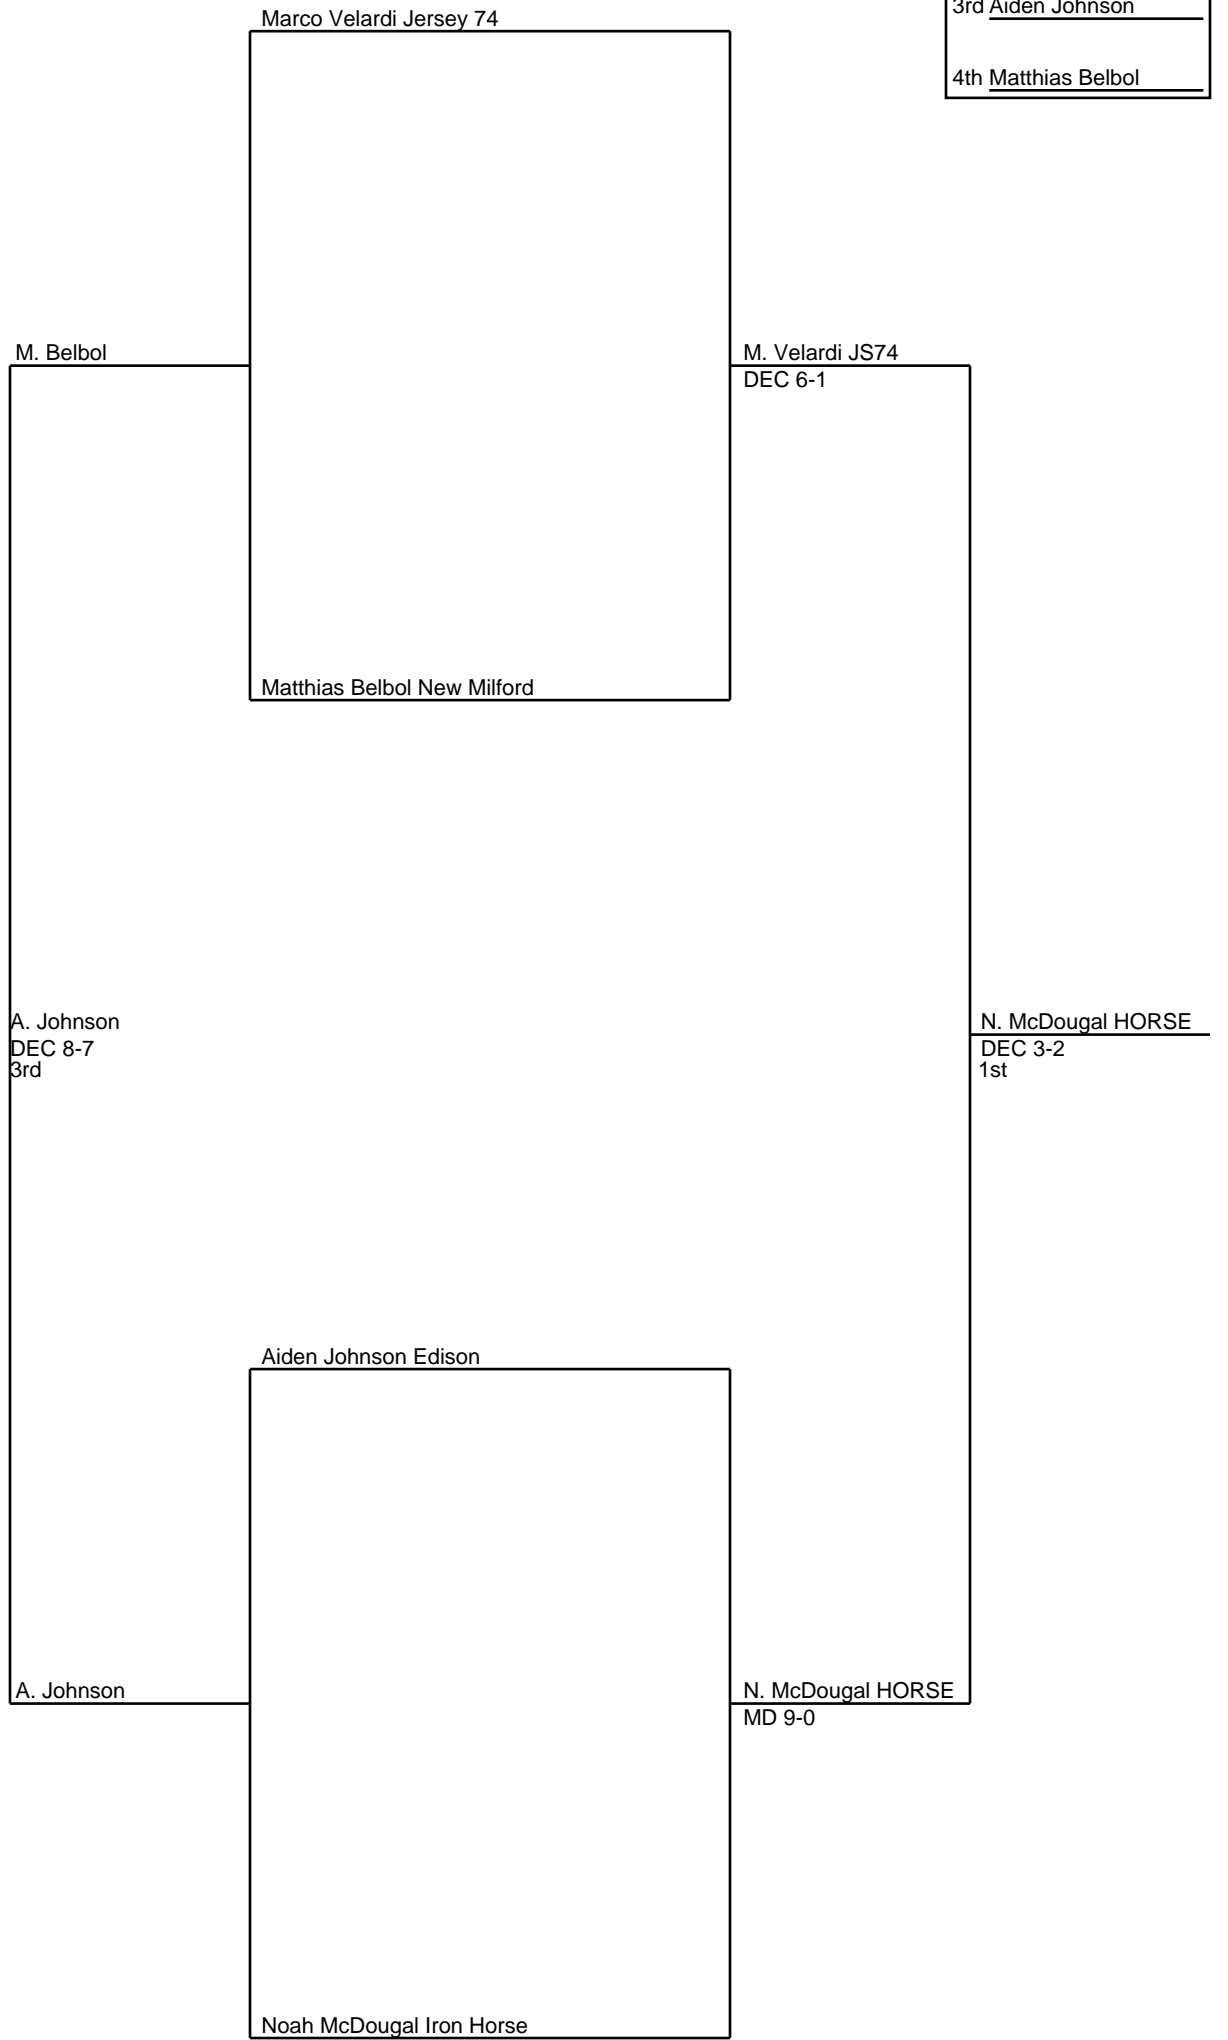 Marco Velardi Jersey 74
3rd Aiden Johnson
4th Matthias Belbol
M. Belbol
M. Velardi JS74
DEC 6-1
Matthias Belbol New Milford
A. Johnson
DEC 8-7
3rd
N. McDougal HORSE
DEC 3-2
1st
Aiden Johnson Edison
A. Johnson
N. McDougal HORSE
MD 9-0
Noah McDougal Iron Horse